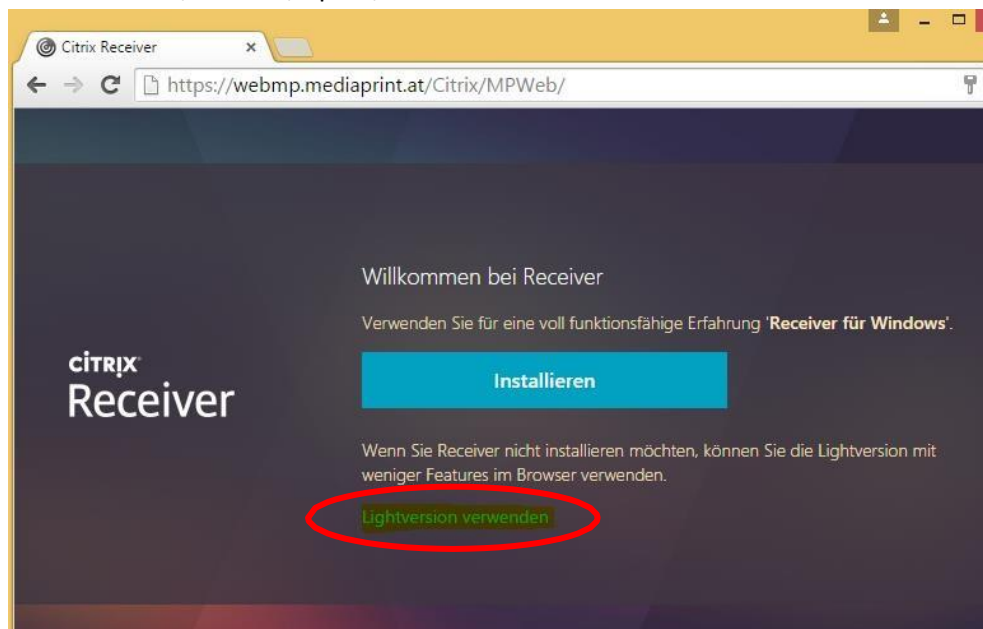 Citrix Receiver
https://webmp.mediaprint.at/Citrix/MPWeb/
Willkommen bei Receiver
Verwenden Sie für eine voll funktionsfähige Erfahrung 'Receiver für Windows'.
CİTRIX
Receiver
Installieren
Wenn Sie Receiver nicht installieren möchten, können Sie die Lightversion mit
weniger Features im Browser verwenden.
Lightversion verwenden